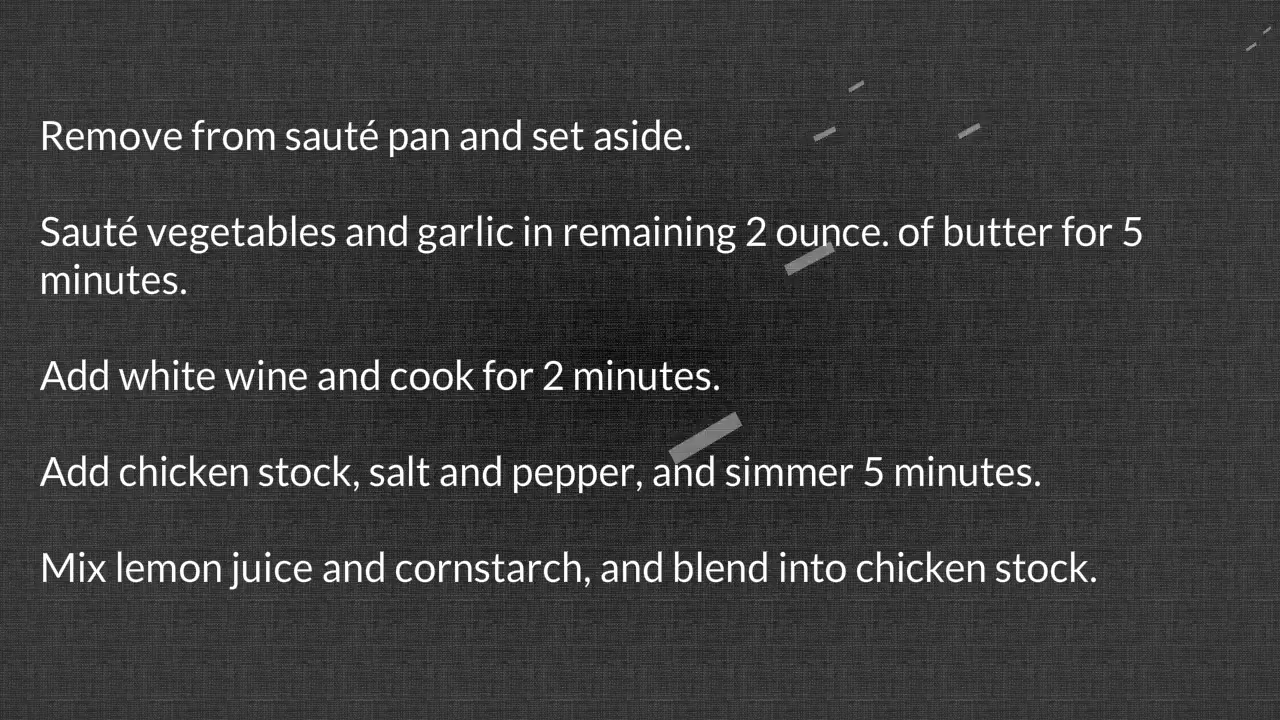 Remove from sauté pan and set aside.
Sauté vegetables and garlic in remaining 2 ounce. of butter for 5
minutes.
Add white wine and cook for 2 minutes.
Add chicken stock, salt and pepper, and simmer 5 minutes.
Mix lemon juice and cornstarch, and blend into chicken stock.